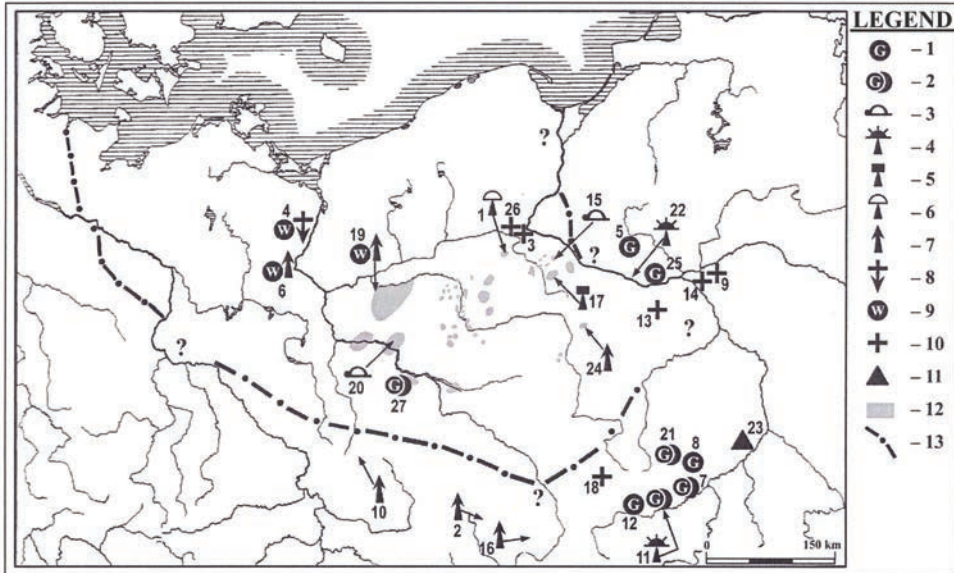 LEGEND
G – 1
G – 2
– 3
– 4
– 5
– 6
– 7
– 8
W – 9
– 10
– 11
– 12
– 13
?
4
W
19
W
6
1
26
3
15
22
5
G
?
25
G
14
9
17
13
?
24
?
20
G
27
21
G
8
G
23
7
G
18
?
12
G
G
10
2
16
11
0
150 km